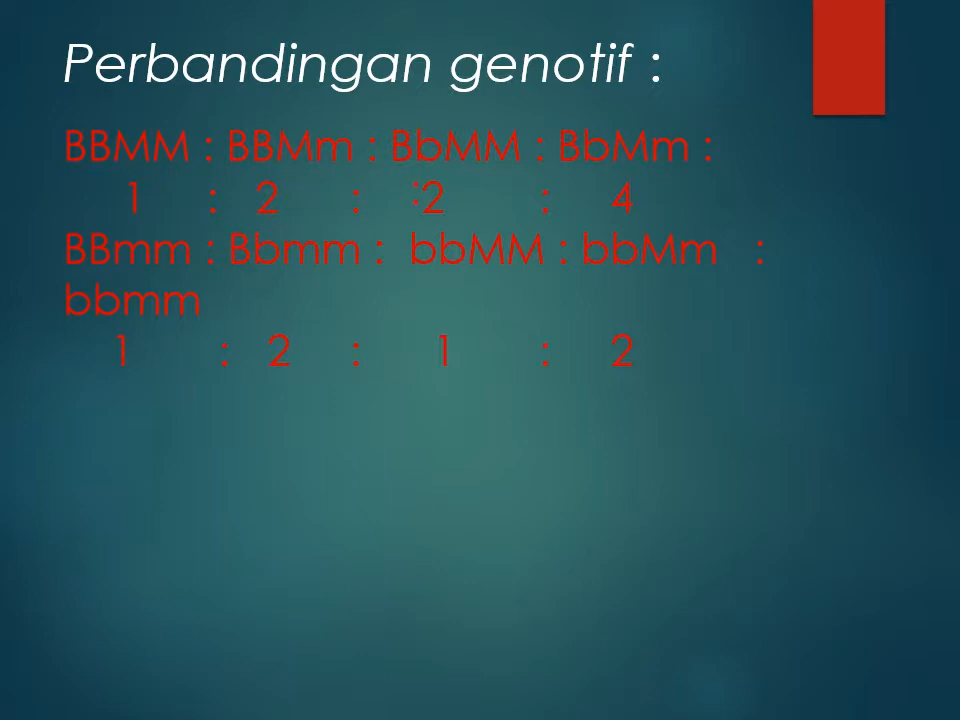 Perbandingan genotif :
BBMM : BBMm : BbMM : BbMm :
1 : 2 : :2 : 4
BBmm : Bbmm : bbMM : bbMm :
bbmm
1 : 2 : 1 : 2